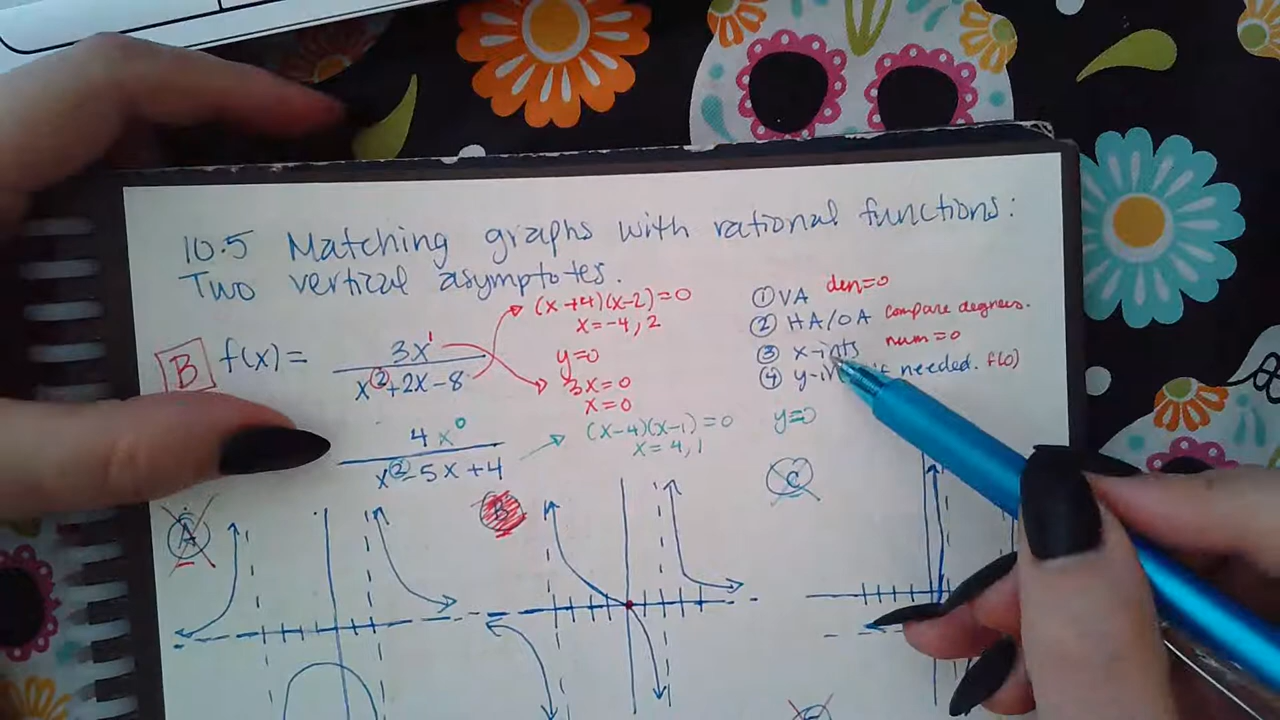 10.5 Matching graphs with rational functions:
Two vertical asymptotes.
B f(x) = 3x¹
x²+2x-8
(x+4)(x-2)=0
x=-4, 2
y=0
3x=0
x=0
① VA den=0
② HA/OA compare degrees.
③ x-ints num=0
④ if needed. f(0)
4x⁰
x²-5x+4
(x-4)(x-1)=0
x=4, 1
y=0
A
B
C